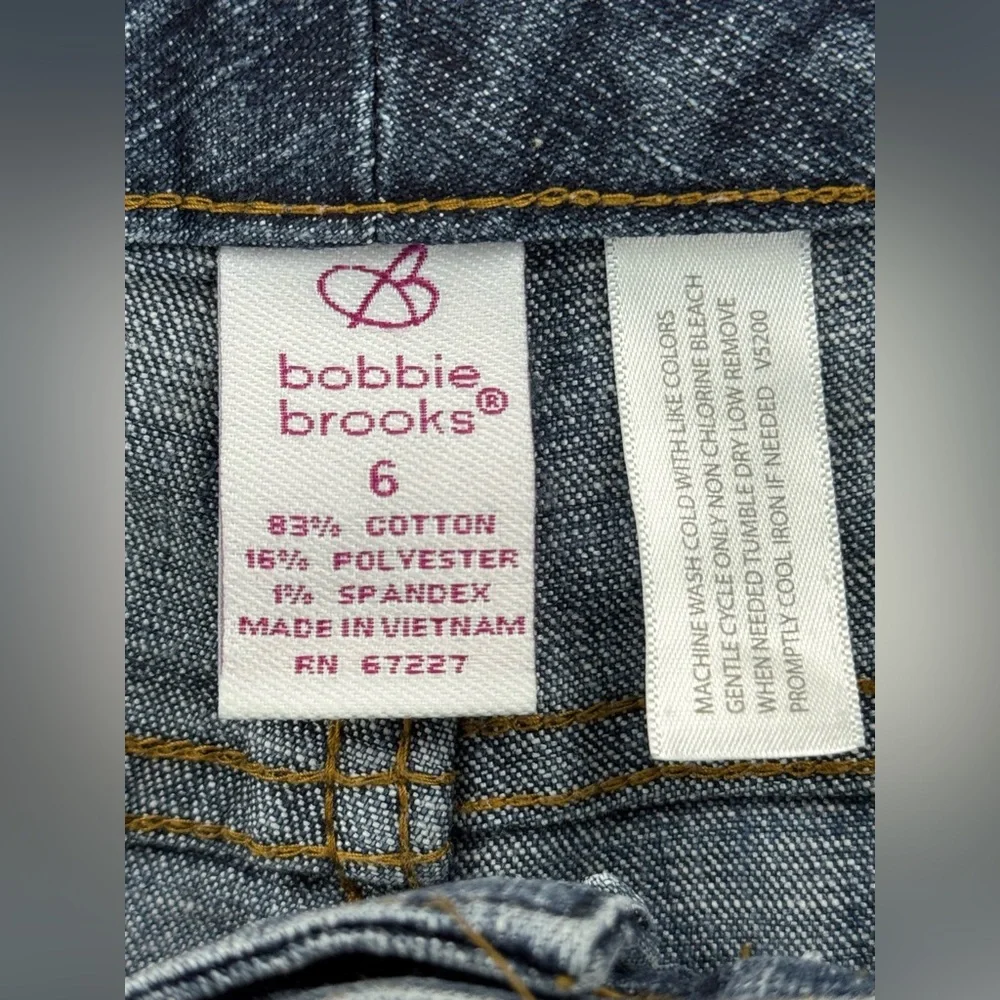 bobbie
brooks®
6
83% COTTON
16% POLYESTER
1% SPANDEX
MADE IN VIETNAM
RN 67227
MACHINE WASH COLD WITH LIKE COLORS
GENTLE CYCLE ONLY NON CHLORINE BLEACH
WHEN NEEDED TUMBLE DRY LOW REMOVE
PROMPTLY COOL IRON IF NEEDED V5200